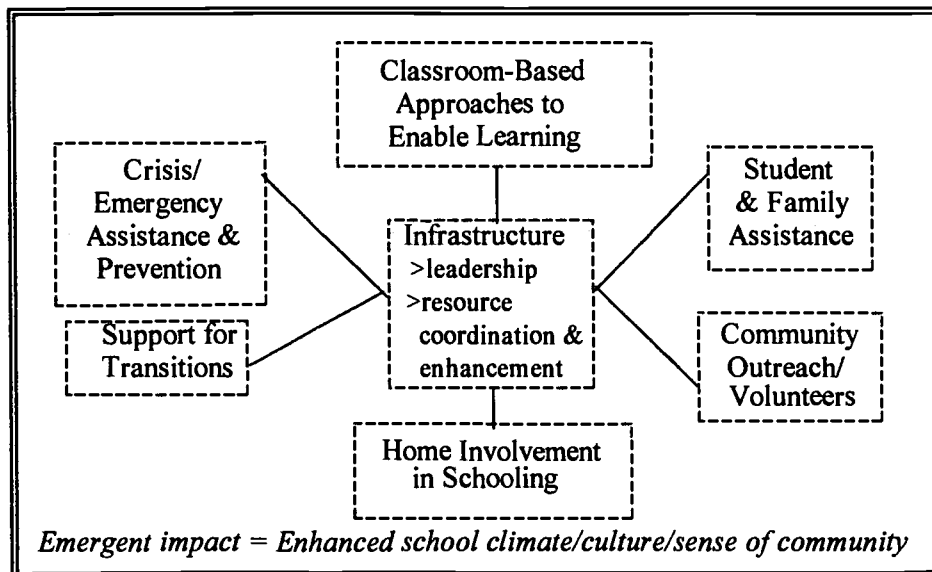 Classroom-Based
Approaches to
Enable Learning
Crisis/
Emergency
Assistance &
Prevention
Student
& Family
Assistance
Infrastructure
>leadership
>resource
coordination &
enhancement
Support for
Transitions
Community
Outreach/
Volunteers
Home Involvement
in Schooling
Emergent impact = Enhanced school climate/culture/sense of community